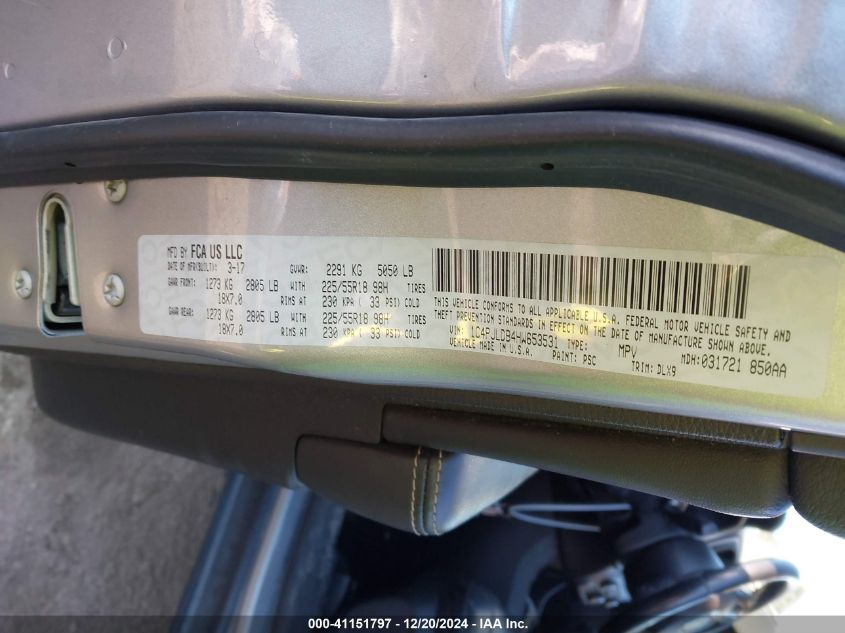 MFD BY FCA US LLC
DATE OF MFR(BUILT): 3-17 GVWR: 2291 KG 5050 LB
GAWR FRONT: 1273 KG 2805 LB WITH 225/55R18 98H TIRES
18X7.0 RIMS AT 230 KPA ( 33 PSI) COLD
GAWR REAR: 1273 KG 2805 LB WITH 225/55R18 98H TIRES
18X7.0 RIMS AT 230 KPA ( 33 PSI) COLD
THIS VEHICLE CONFORMS TO ALL APPLICABLE U.S.A. FEDERAL MOTOR VEHICLE SAFETY AND
THEFT PREVENTION STANDARDS IN EFFECT ON THE DATE OF MANUFACTURE SHOWN ABOVE.
VIN: 1C4PJLDB4HW653531 TYPE: MPV MDH: 031721 850AA
MADE IN U.S.A. PAINT: PSC TRIM: DLX9
000-41151797 - 12/20/2024 - IAA Inc.